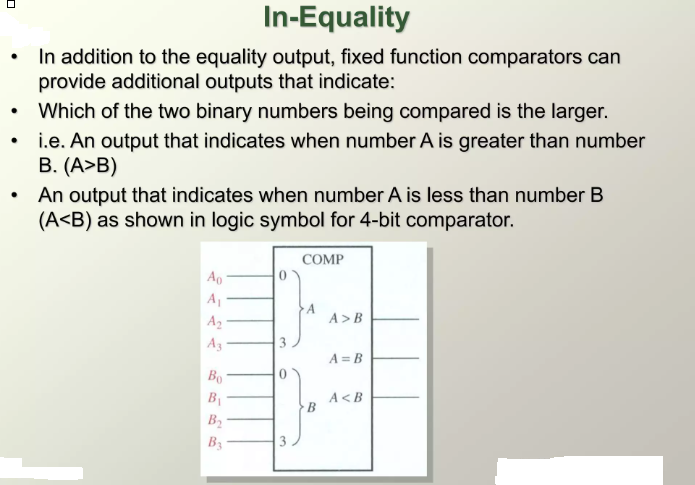 In-Equality
• In addition to the equality output, fixed function comparators can
provide additional outputs that indicate:
• Which of the two binary numbers being compared is the larger.
• i.e. An output that indicates when number A is greater than number
B. (A>B)
• An output that indicates when number A is less than number B
(A<B) as shown in logic symbol for 4-bit comparator.
COMP
A₀ 0
A₁ A
A₂ A > B
A₃ 3
A = B
B₀ 0
B₁ A < B
B
B₂
B₃ 3